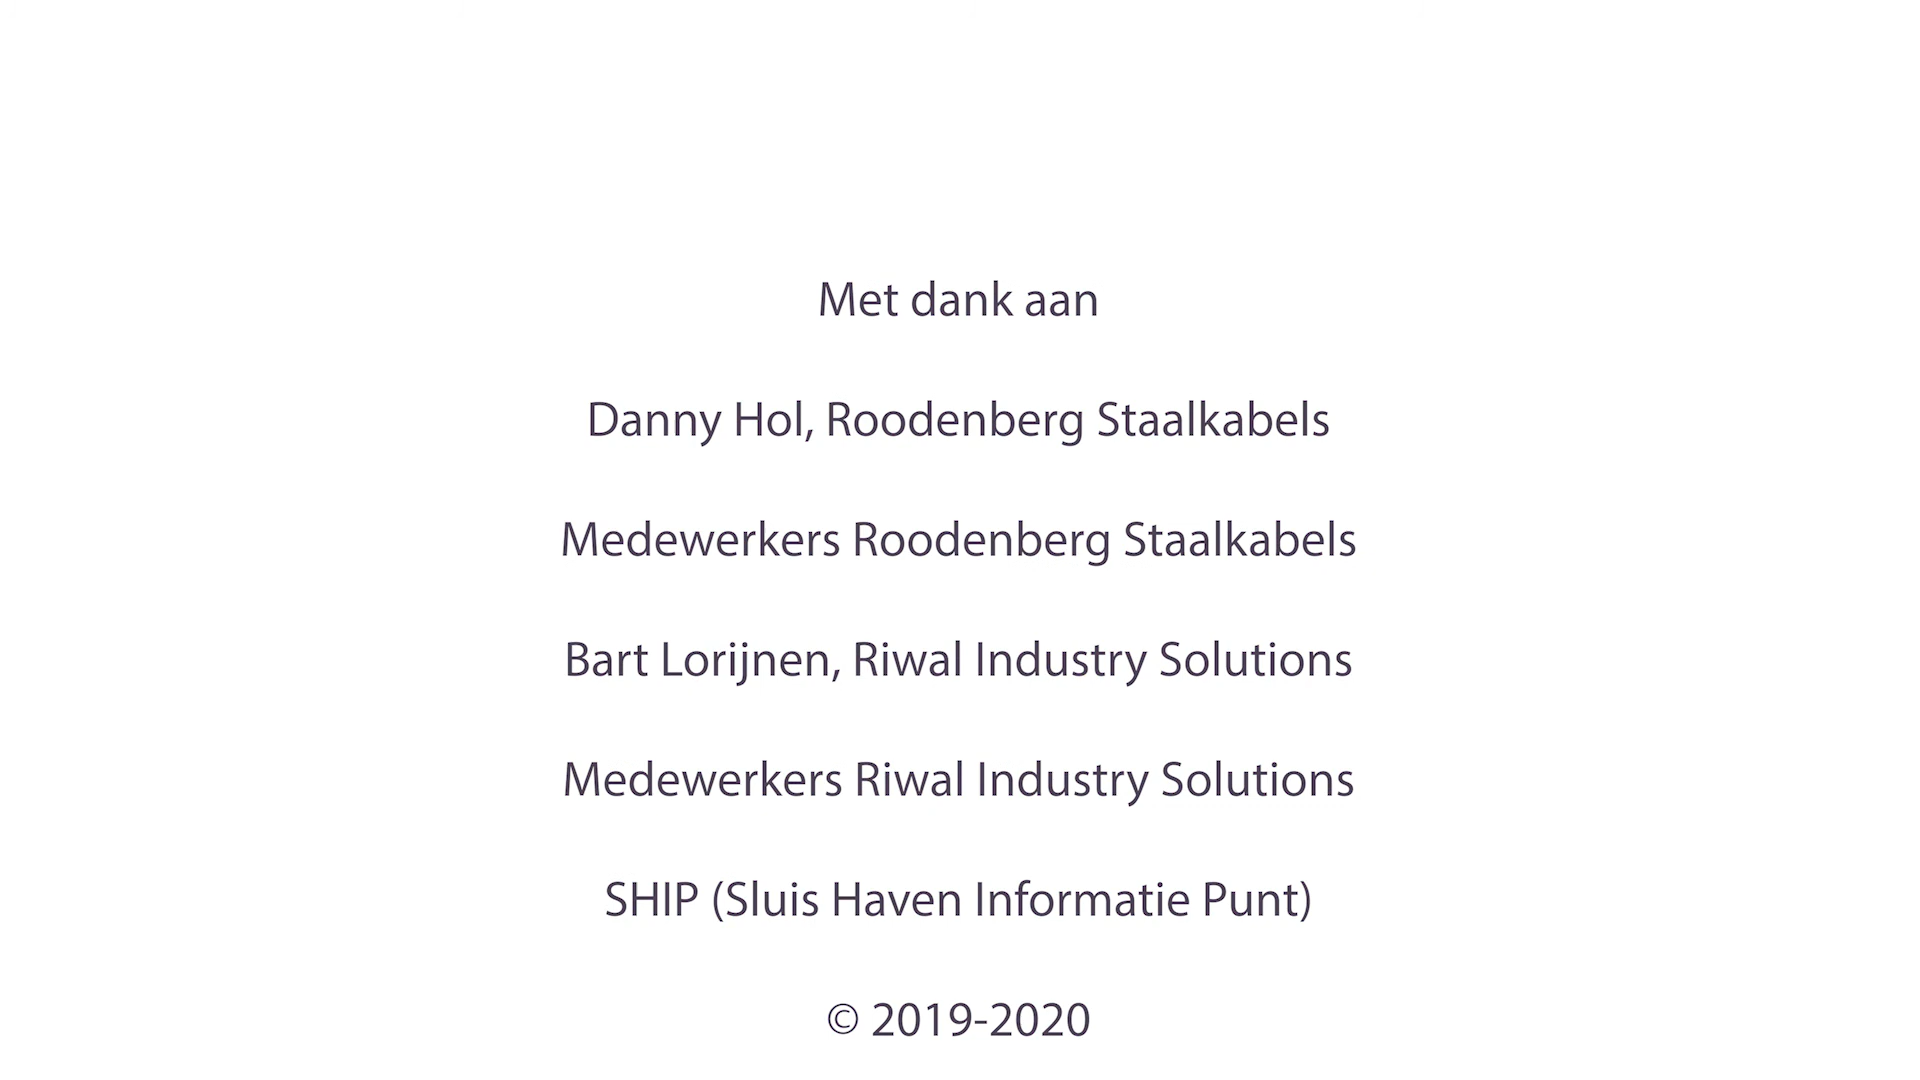 Met dank aan
Danny Hol, Roodenberg Staalkabels
Medewerkers Roodenberg Staalkabels
Bart Lorijnen, Riwal Industry Solutions
Medewerkers Riwal Industry Solutions
SHIP (Sluis Haven Informatie Punt)
© 2019-2020